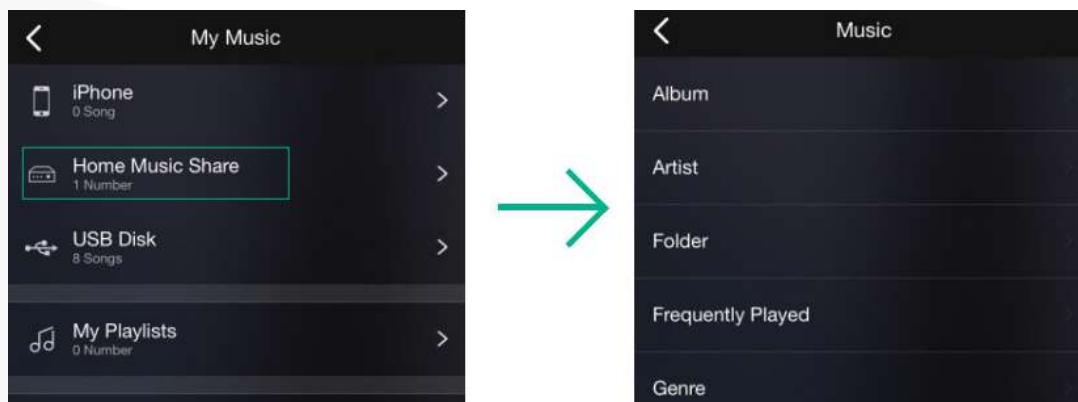 My Music
iPhone
0 Song
Home Music Share
1 Number
USB Disk
8 Songs
My Playlists
0 Number
Music
Album
Artist
Folder
Frequently Played
Genre